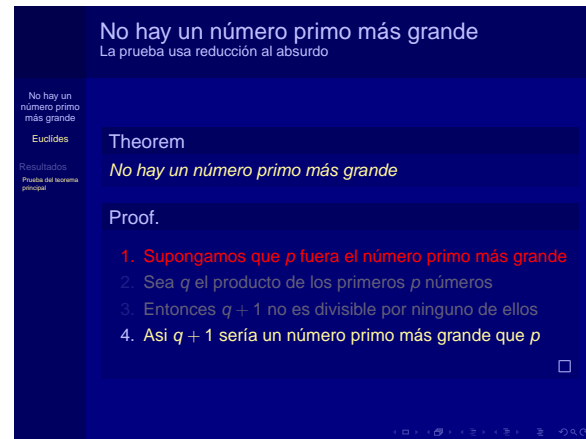 No hay un número primo más grande
La prueba usa reducción al absurdo
No hay un
número primo
más grande
Euclídes
Resultados
Prueba del teorema
principal
Theorem
No hay un número primo más grande
Proof.
1. Supongamos que p fuera el número primo más grande
2. Sea q el producto de los primeros p números
3. Entonces q + 1 no es divisible por ninguno de ellos
4. Asi q + 1 sería un número primo más grande que p